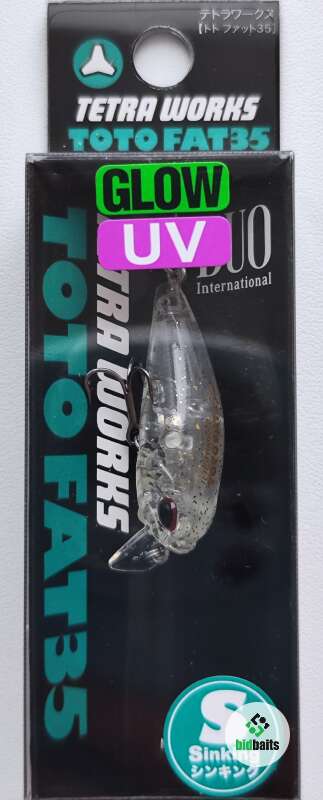 テトラワークス
【トト ファット35】
TETRA WORKS
TOTO FAT35
GLOW
UV
DUO
International
TOTO FAT35
TRA WORKS
S
Sinking
シンキング
bidbaits